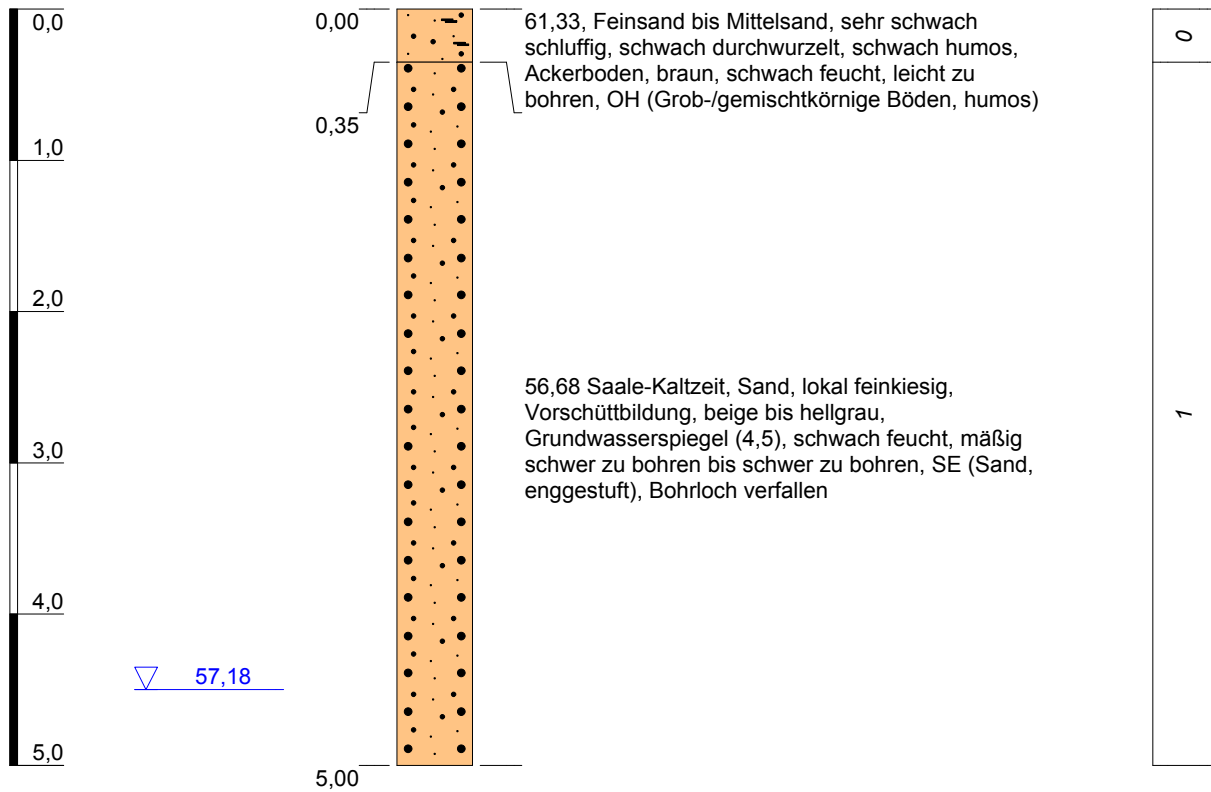 0,0
0,00
61,33, Feinsand bis Mittelsand, sehr schwach
schluffig, schwach durchwurzelt, schwach humos,
Ackerboden, braun, schwach feucht, leicht zu
bohren, OH (Grob-/gemischtkörnige Böden, humos)
0
0,35
1,0
2,0
56,68 Saale-Kaltzeit, Sand, lokal feinkiesig,
Vorschüttbildung, beige bis hellgrau,
Grundwasserspiegel (4,5), schwach feucht, mäßig
schwer zu bohren bis schwer zu bohren, SE (Sand,
enggestuft), Bohrloch verfallen
1
3,0
4,0
57,18
5,0
5,00